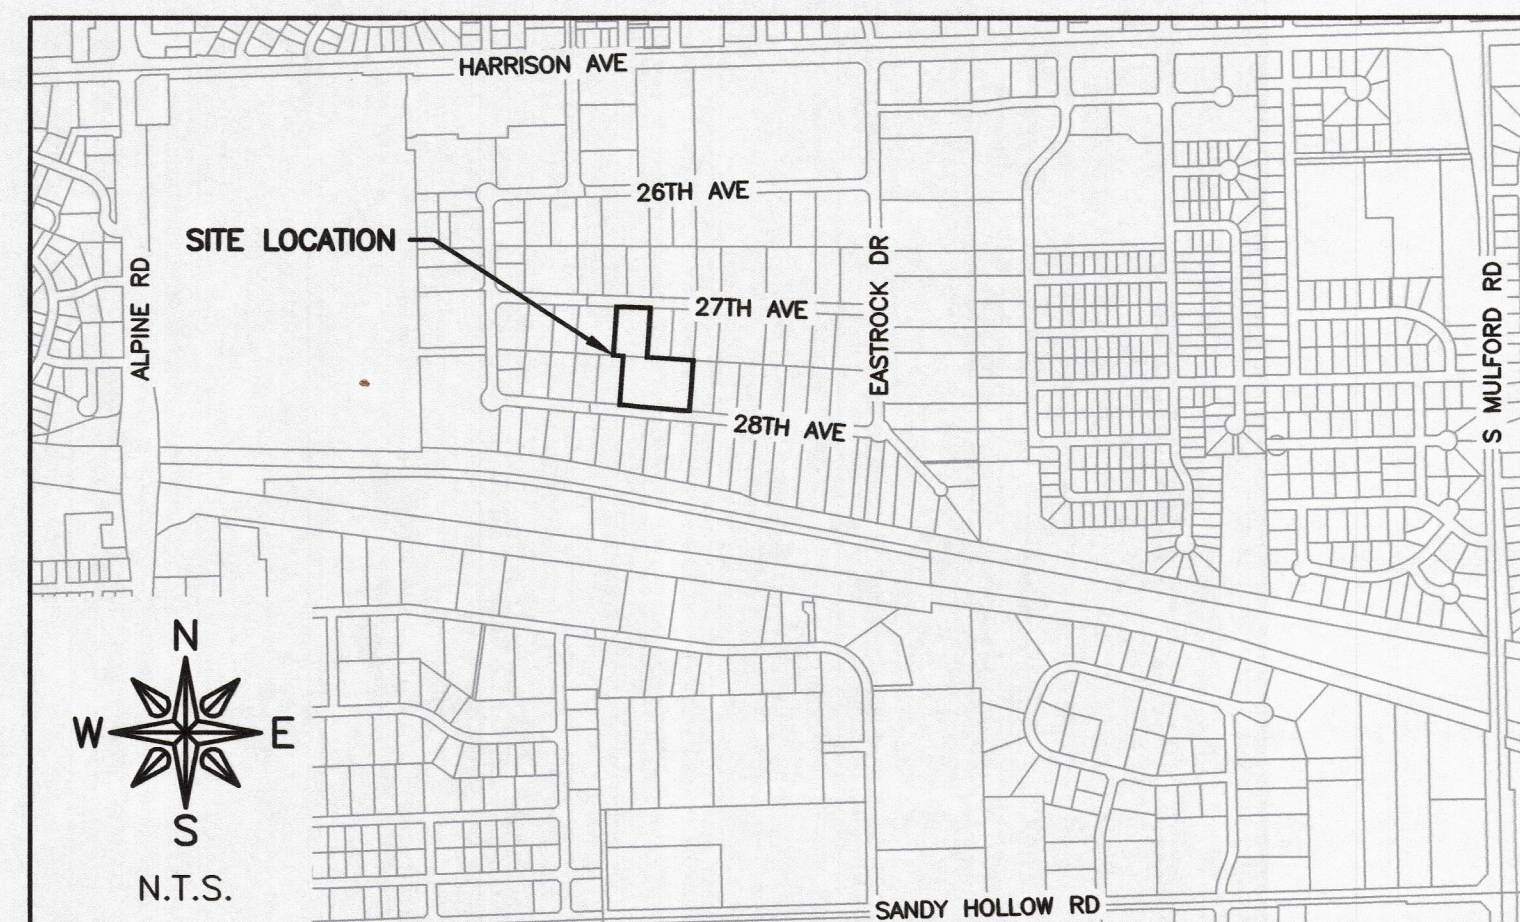 HARRISON AVE
26TH AVE
SITE LOCATION
ALPINE RD
EASTROCK DR
S MULFORD RD
27TH AVE
28TH AVE
N
W
E
S
N.T.S.
SANDY HOLLOW RD